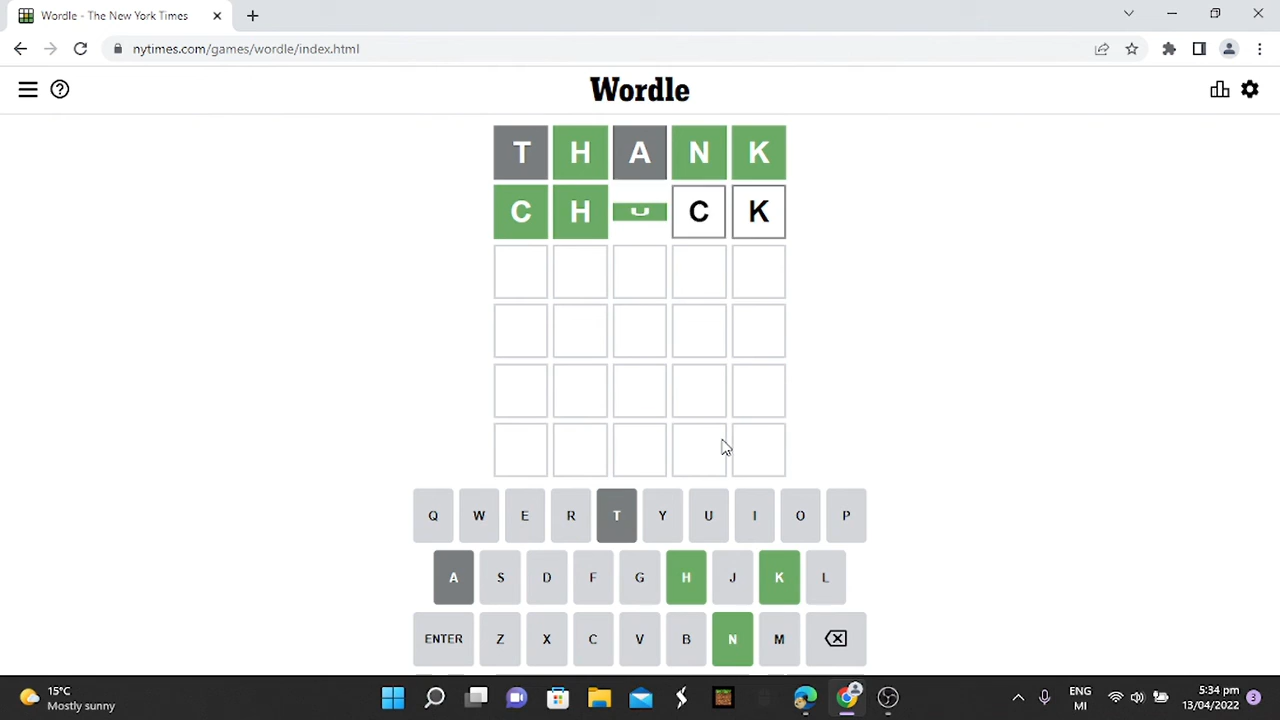 Wordle - The New York Times
nytimes.com/games/wordle/index.html
Wordle
T H A N K
C H U C K
Q W E R T Y U I O P
A S D F G H J K L
ENTER Z X C V B N M
15°C
Mostly sunny
ENG
MI
5:34 pm
13/04/2022
3